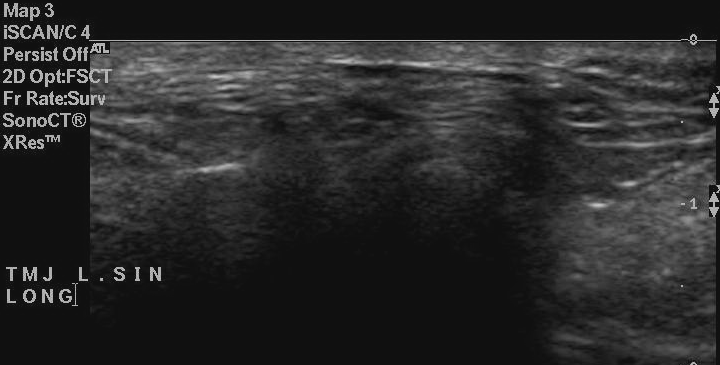 Map 3
iSCAN/C 4
Persist Off
ATL
2D Opt:FSCT
Fr Rate:Surv
SonoCT®
XRes™
0
1
TMJ L.SIN
LONG